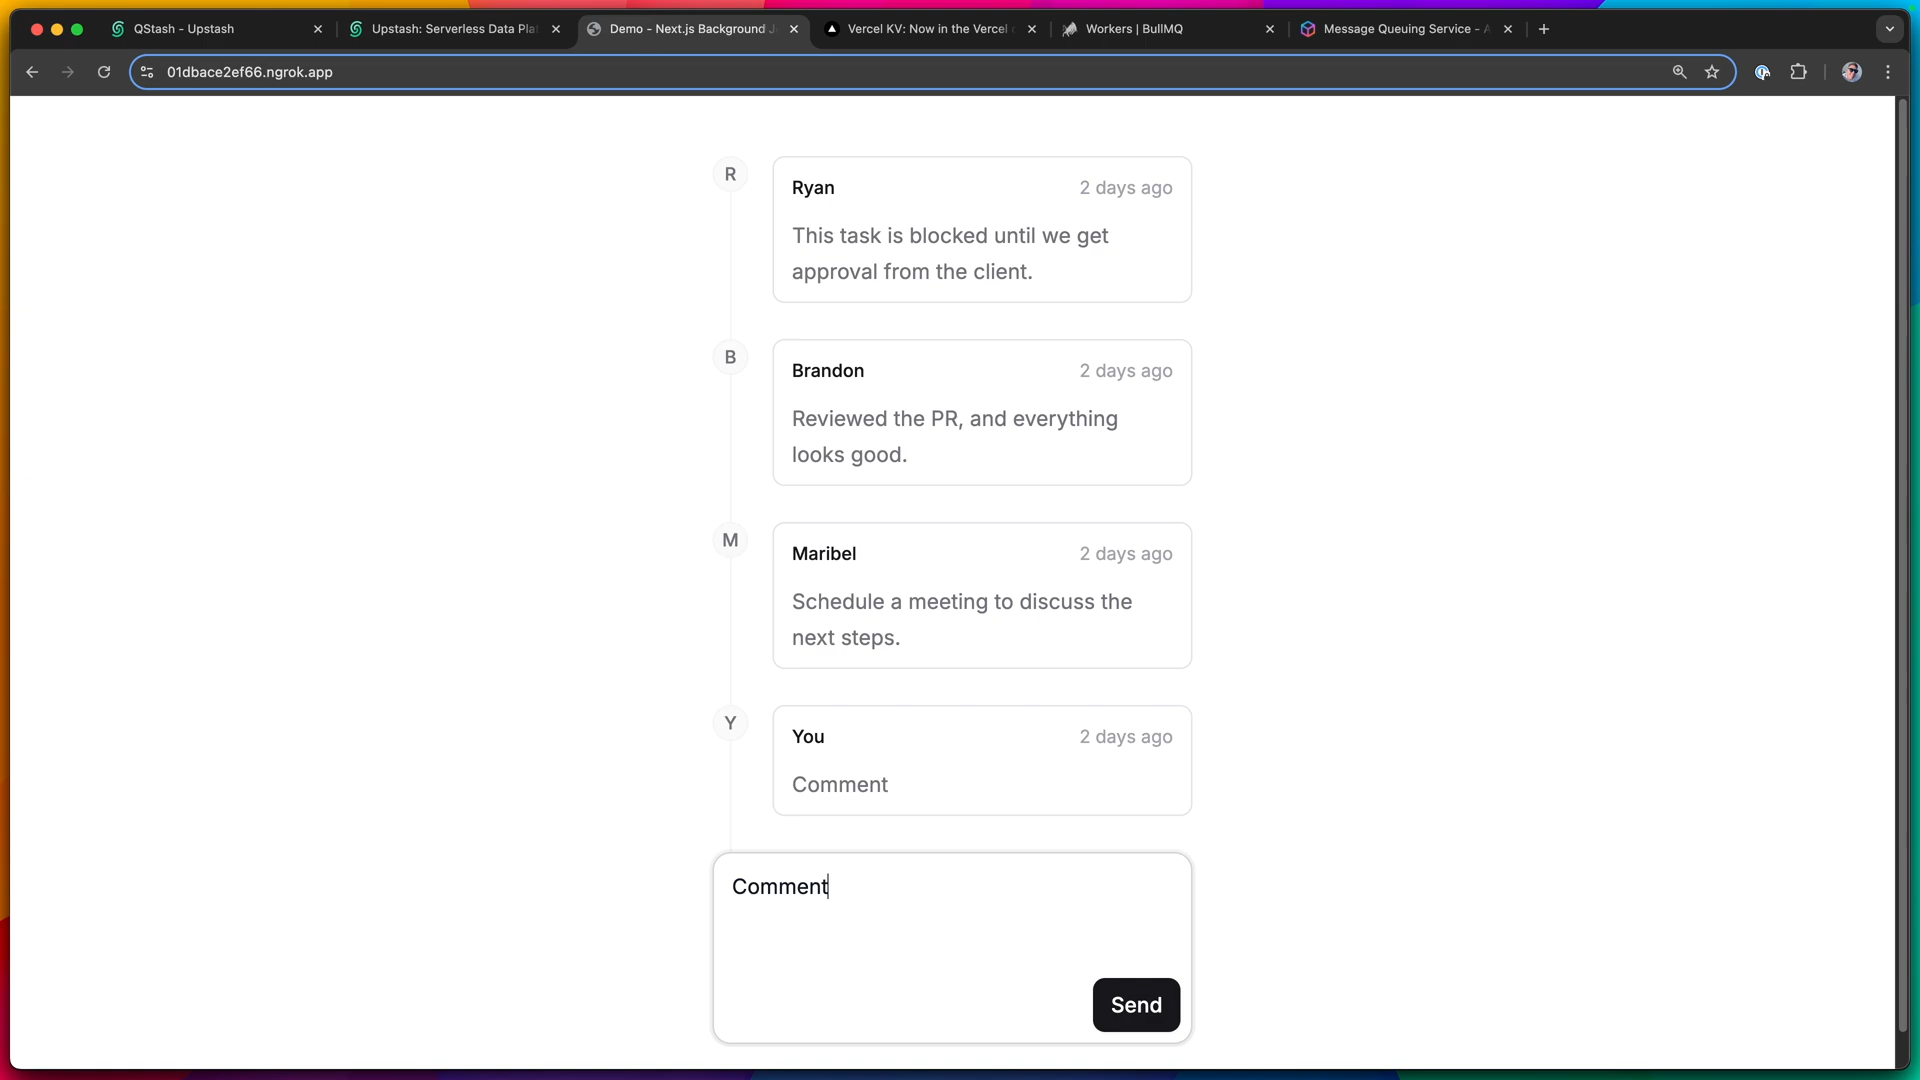 QStash - Upstash
Upstash: Serverless Data Pla
Demo - Next.js Background J
Vercel KV: Now in the Vercel
Workers | BullMQ
Message Queuing Service - A
01dbace2ef66.ngrok.app
R
Ryan
2 days ago
This task is blocked until we get
approval from the client.
B
Brandon
2 days ago
Reviewed the PR, and everything
looks good.
M
Maribel
2 days ago
Schedule a meeting to discuss the
next steps.
Y
You
2 days ago
Comment
Comment
Send